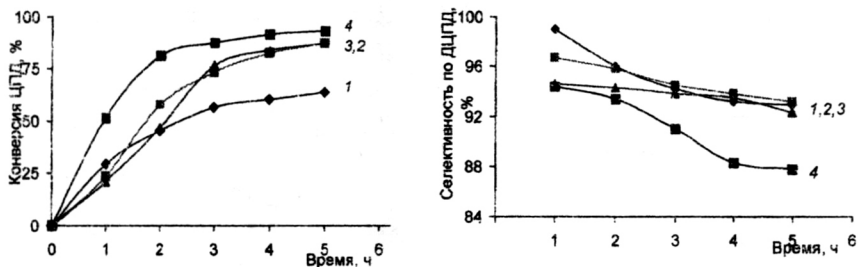 Конверсия ЦПД, %
100
75
50
25
0
0 1 2 3 4 5 6
Время, ч
4
3,2
1
Селективность по ДЦПД, %
100
96
92
88
84
1 2 3 4 5 6
Время, ч
1,2,3
4